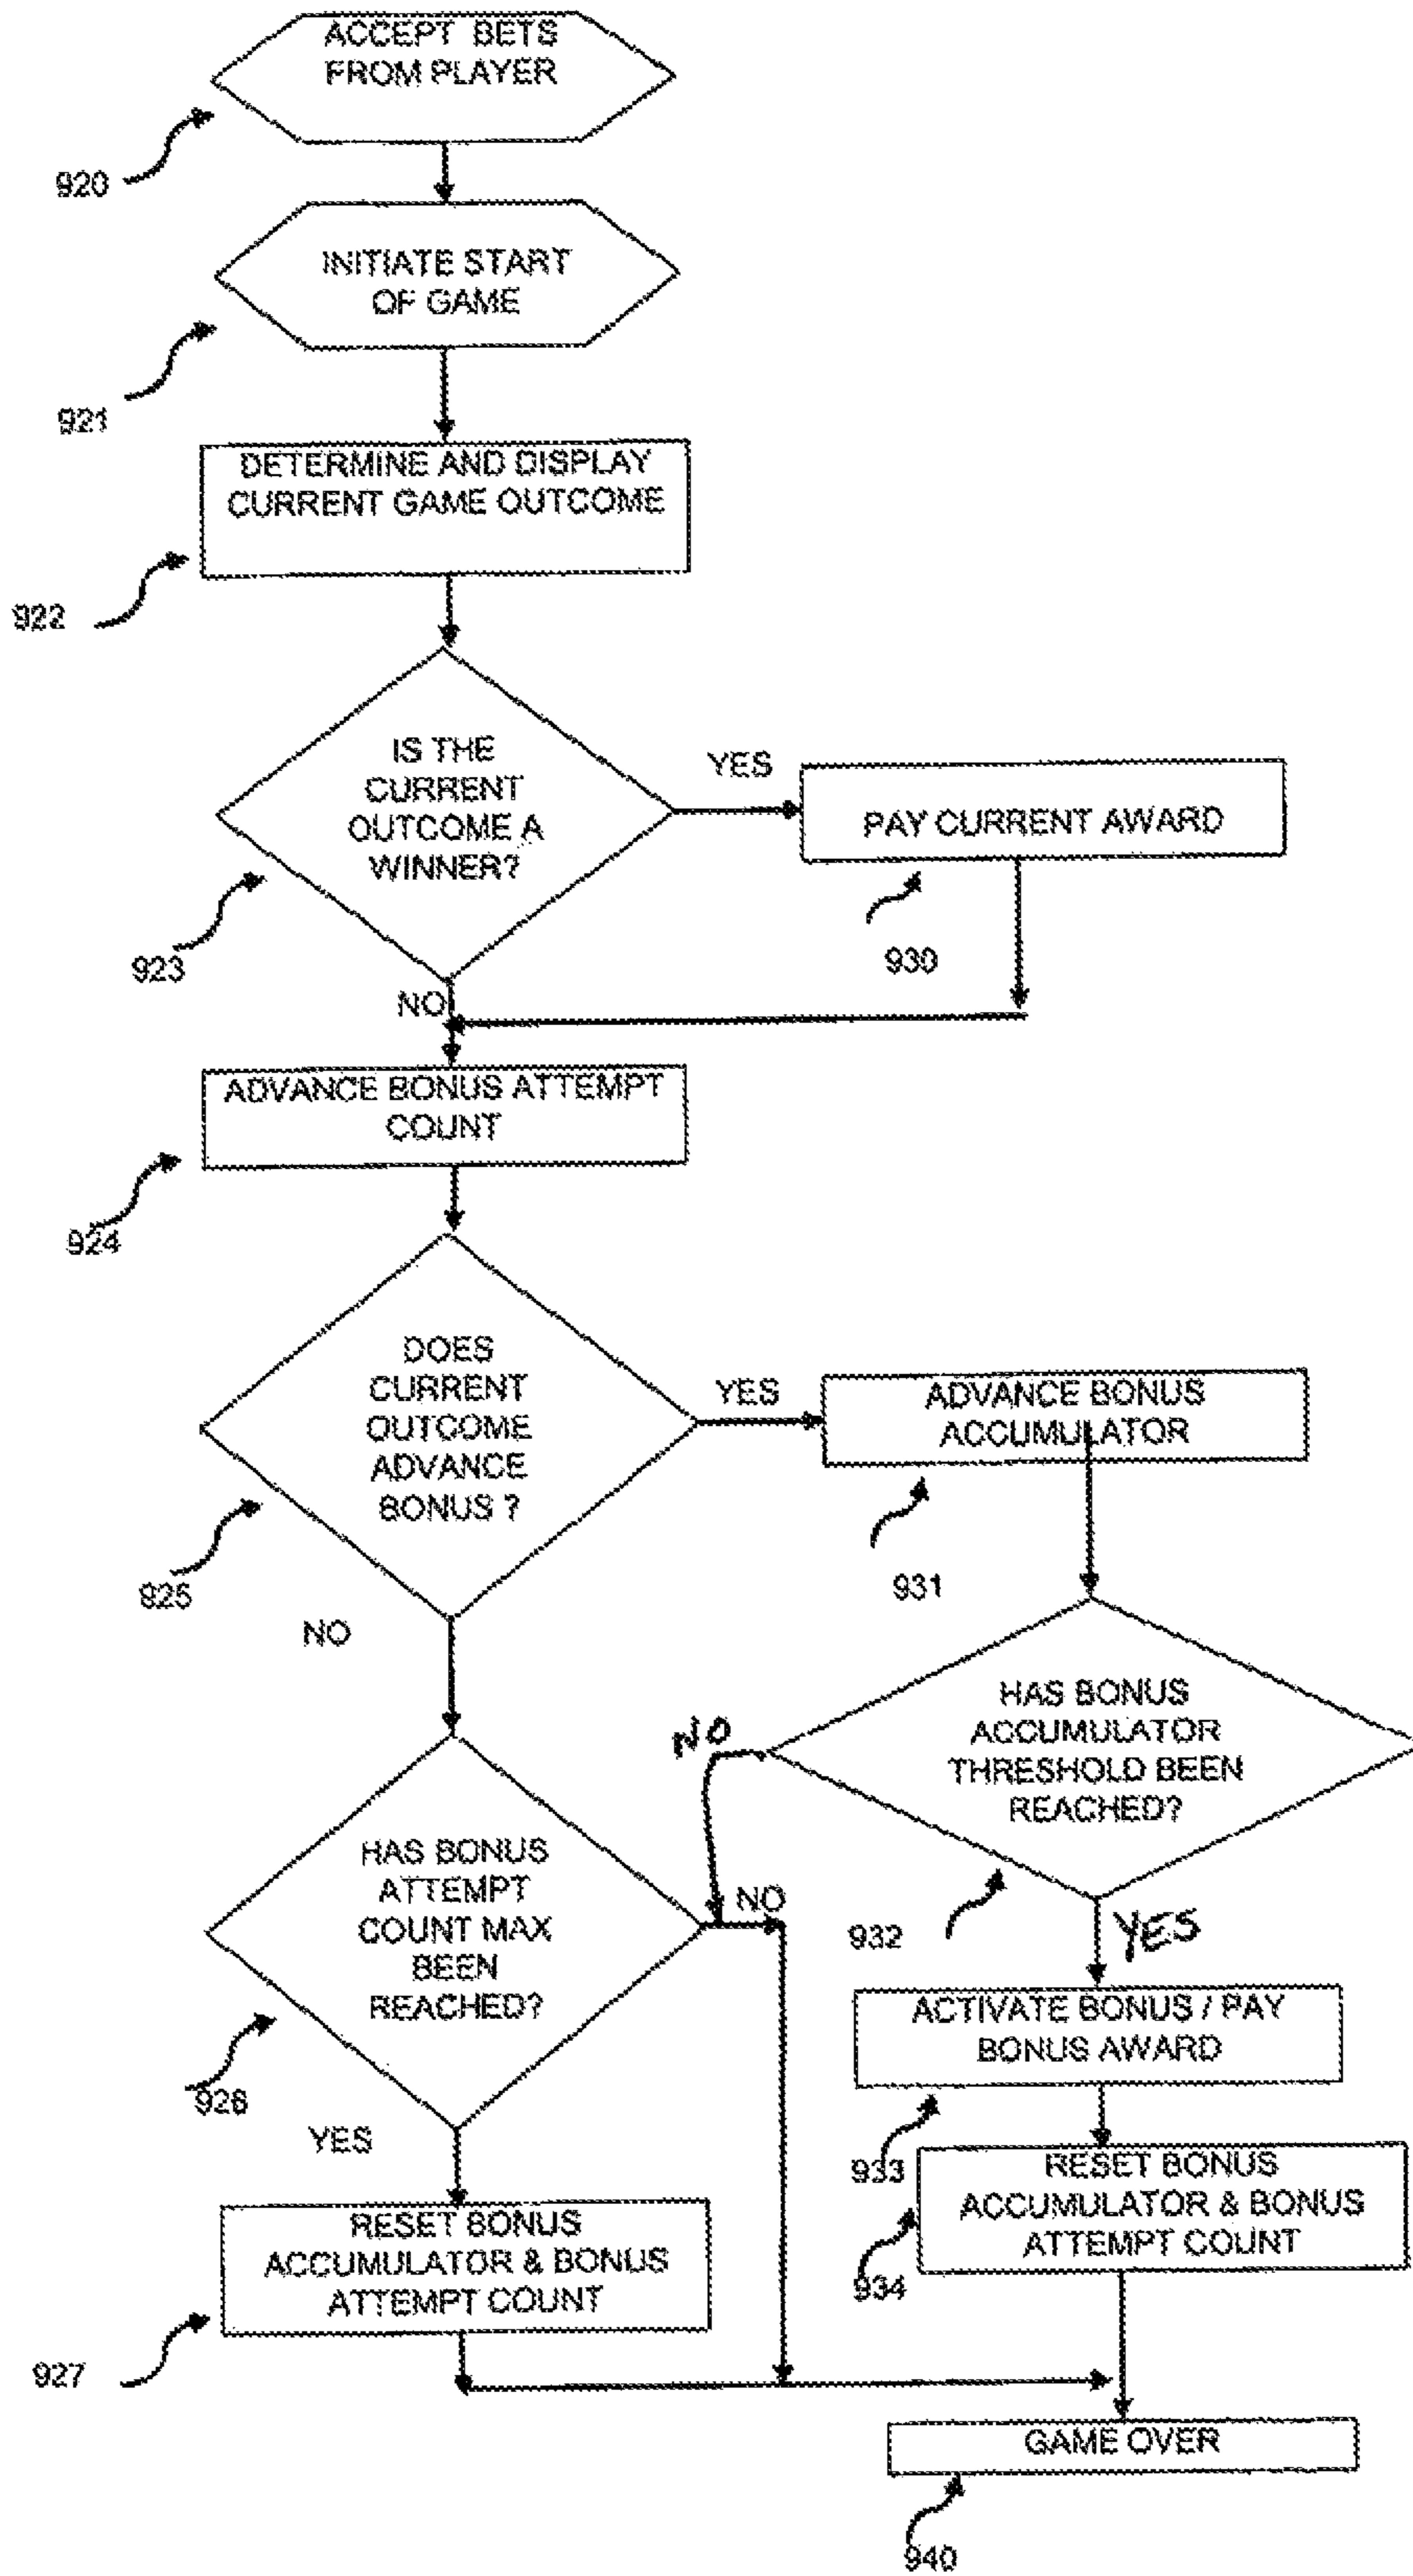 ACCEPT BETS
FROM PLAYER
920
INITIATE START
OF GAME
921
DETERMINE AND DISPLAY
CURRENT GAME OUTCOME
922
IS THE
CURRENT
OUTCOME A
WINNER?
YES
PAY CURRENT AWARD
923
930
NO
ADVANCE BONUS ATTEMPT
COUNT
924
DOES
CURRENT
OUTCOME
ADVANCE
BONUS ?
YES
ADVANCE BONUS
ACCUMULATOR
925
931
NO
HAS BONUS
ACCUMULATOR
THRESHOLD BEEN
REACHED?
NO
HAS BONUS
ATTEMPT
COUNT MAX
BEEN
REACHED?
NO
932
YES
ACTIVATE BONUS / PAY
BONUS AWARD
926
YES
933
RESET BONUS
ACCUMULATOR & BONUS
ATTEMPT COUNT
934
RESET BONUS
ACCUMULATOR & BONUS
ATTEMPT COUNT
927
GAME OVER
940